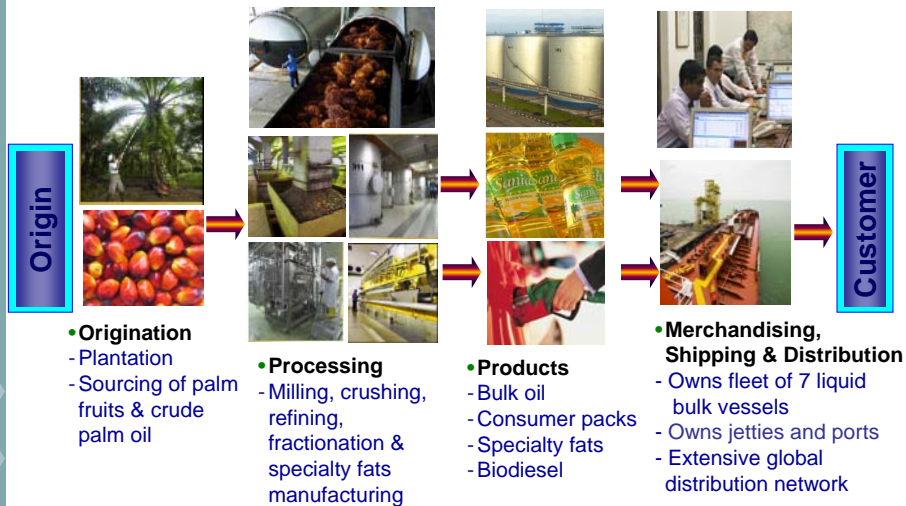 Origin
Customer
•Origination
-Plantation
-Sourcing of palm
fruits & crude
palm oil
•Processing
-Milling, crushing,
refining,
fractionation &
specialty fats
manufacturing
•Products
-Bulk oil
-Consumer packs
-Specialty fats
-Biodiesel
•Merchandising,
Shipping & Distribution
- Owns fleet of 7 liquid
bulk vessels
- Owns jetties and ports
- Extensive global
distribution network